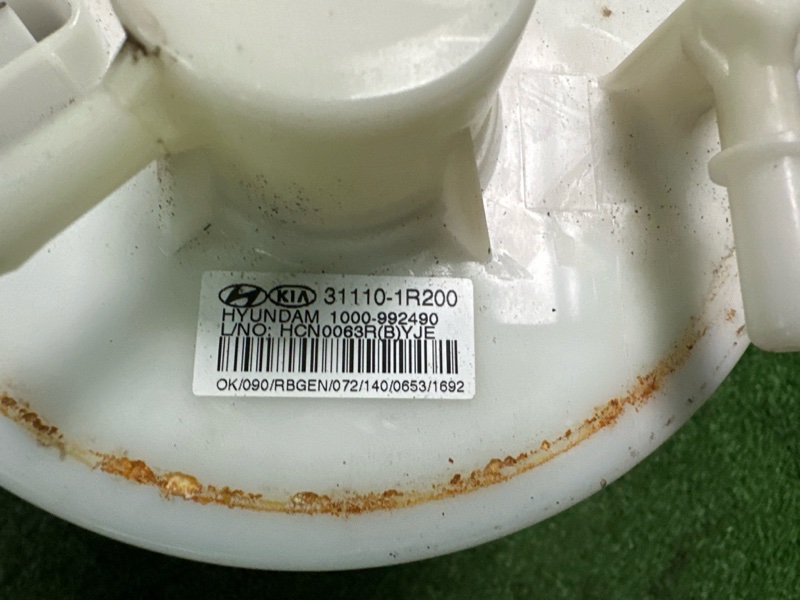 KIA 31110-1R200
HYUNDAM 1000-992490
L/NO: HCN0063R(B)YJE
OK/090/RBGEN/072/140/0653/1692